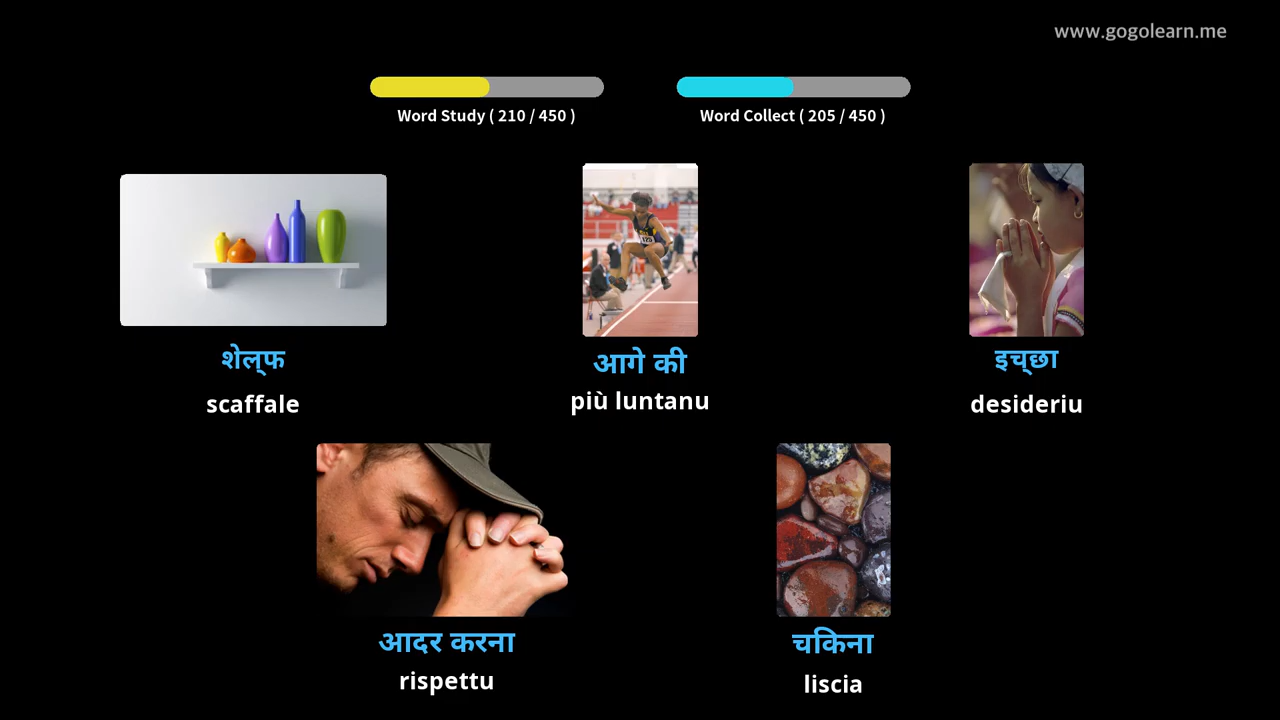 www.gogolearn.me
Word Study ( 210 / 450 )
Word Collect ( 205 / 450 )
शेल्फ
scaffale
आगे की
più luntanu
इच्छा
desideriu
आदर करना
rispettu
चिकना
liscia